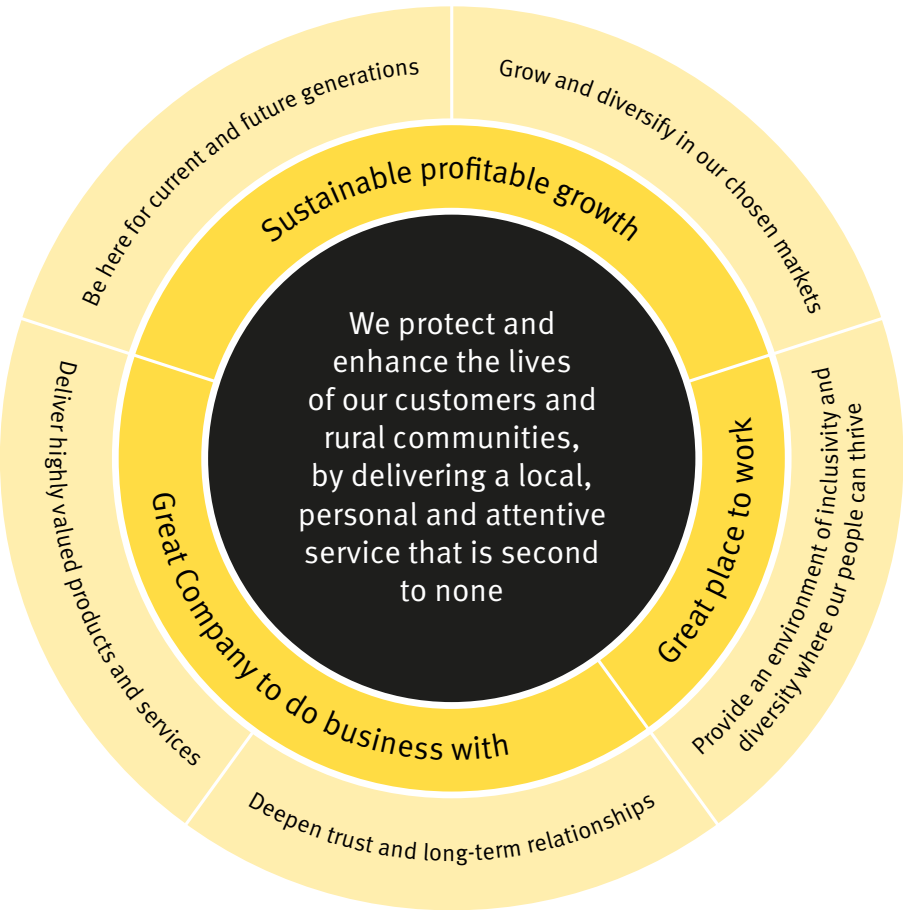 We protect and
enhance the lives
of our customers and
rural communities,
by delivering a local,
personal and attentive
service that is second
to none
Sustainable profitable growth
Great place to work
Great Company to do business with
Be here for current and future generations
Grow and diversify in our chosen markets
Provide an environment of inclusivity and
diversity where our people can thrive
Deepen trust and long-term relationships
Deliver highly valued products and services